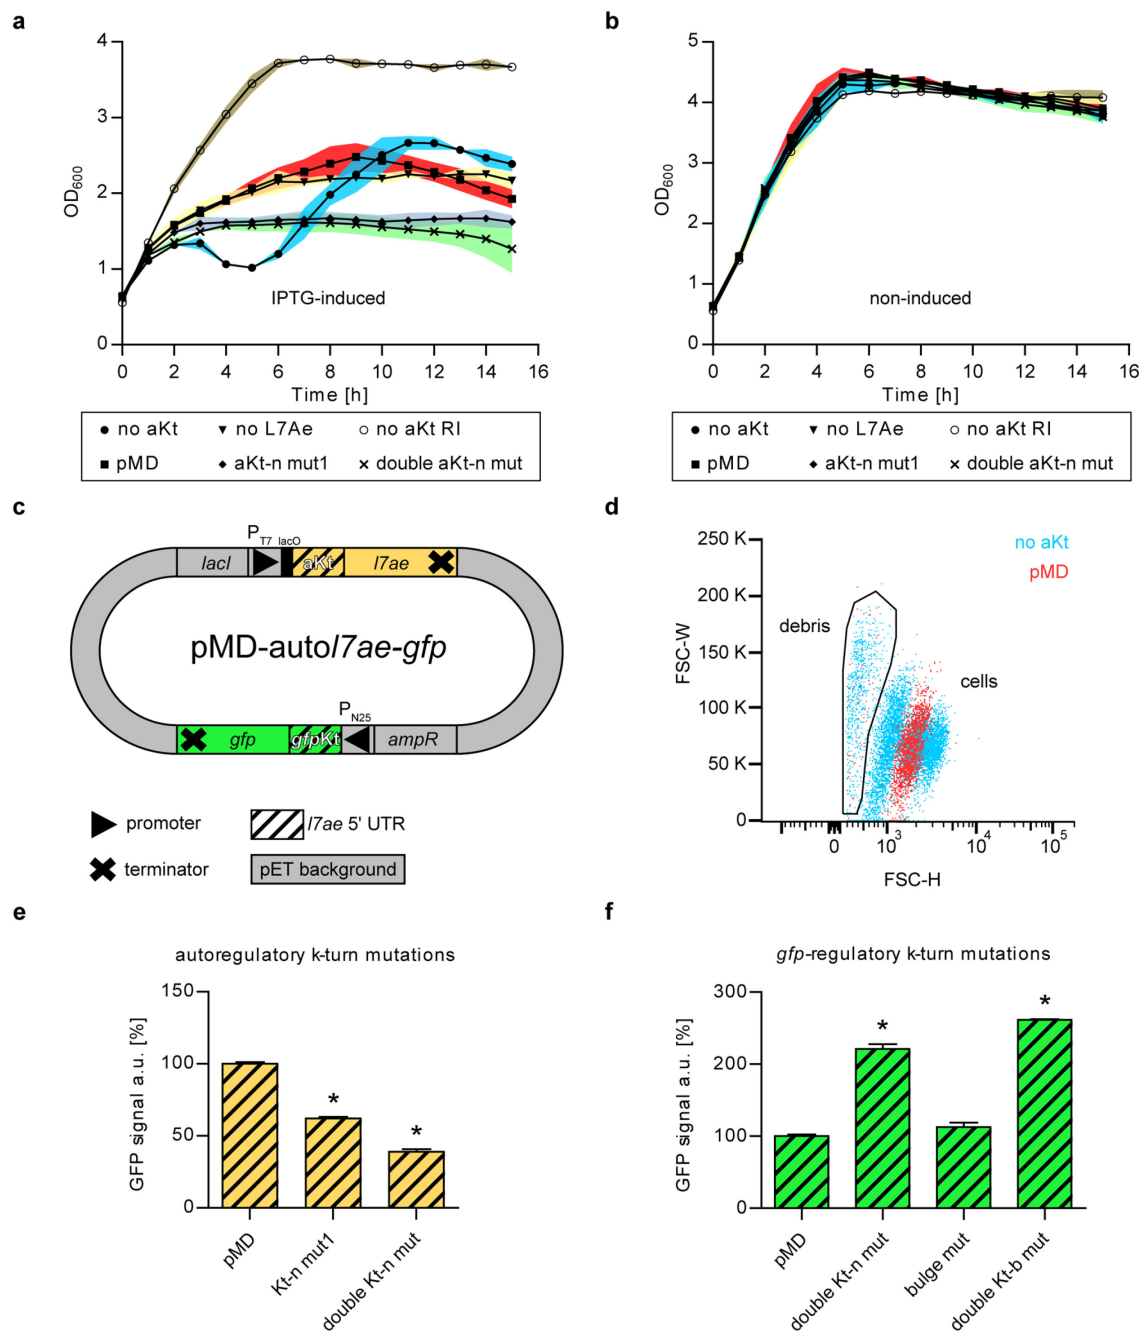 a
4
3
2
1
0
OD600
IPTG-induced
0 2 4 6 8 10 12 14 16
Time [h]
no aKt
no L7Ae
no aKt RI
pMD
aKt-n mut1
double aKt-n mut
b
5
4
3
2
1
0
OD600
non-induced
0 2 4 6 8 10 12 14 16
Time [h]
no aKt
no L7Ae
no aKt RI
pMD
aKt-n mut1
double aKt-n mut
c
PT7 lacO
lacI
aKt
l7ae
pMD-autol7ae-gfp
PN25
gfp
gfpKt
ampR
promoter
l7ae 5' UTR
terminator
pET background
d
250 K
200 K
150 K
100 K
50 K
0
FSC-W
no aKt
pMD
debris
cells
0 10^3 10^4 10^5
FSC-H
e
autoregulatory k-turn mutations
150
100
50
0
GFP signal a.u. [%]
*
*
pMD
Kt-n mut1
double Kt-n mut
f
gfp-regulatory k-turn mutations
300
200
100
0
GFP signal a.u. [%]
*
*
pMD
double Kt-n mut
bulge mut
double Kt-b mut